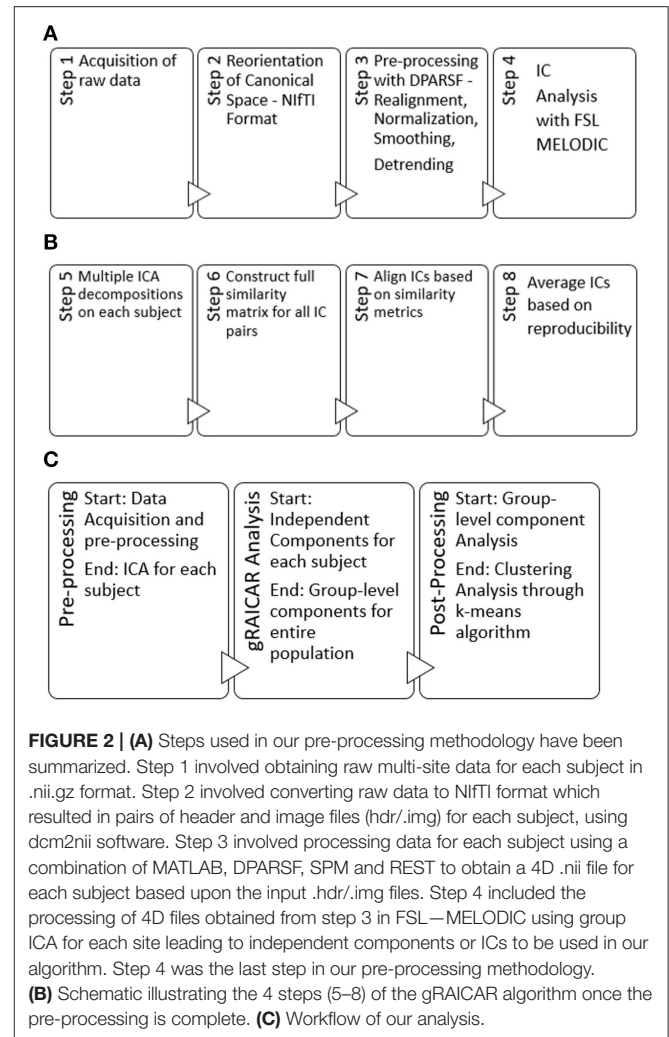 A
Step 1
Acquisition of
raw data
Step 2
Reorientation
of Canonical
Space - NIfTI
Format
Step 3
Pre-processing
with DPARSF -
Realignment,
Normalization,
Smoothing,
Detrending
Step 4
IC
Analysis
with FSL
MELODIC
B
Step 5
Multiple ICA
decompositions
on each subject
Step 6
Construct full
similarity
matrix for all IC
pairs
Step 7
Align ICs based
on similarity
metrics
Step 8
Average ICs
based on
reproducibility
C
Pre-processing
Start: Data
Acquisition and
pre-processing
End: ICA for each
subject
gRAICAR Analysis
Start:
Independent
Components for
each subject
End: Group-level
components for
entire
population
Post-Processing
Start: Group-
level component
Analysis
End: Clustering
Analysis through
k-means
algorithm
FIGURE 2 | (A) Steps used in our pre-processing methodology have been
summarized. Step 1 involved obtaining raw multi-site data for each subject in
.nii.gz format. Step 2 involved converting raw data to NIfTI format which
resulted in pairs of header and image files (hdr/.img) for each subject, using
dcm2nii software. Step 3 involved processing data for each subject using a
combination of MATLAB, DPARSF, SPM and REST to obtain a 4D .nii file for
each subject based upon the input .hdr/.img files. Step 4 included the
processing of 4D files obtained from step 3 in FSL—MELODIC using group
ICA for each site leading to independent components or ICs to be used in our
algorithm. Step 4 was the last step in our pre-processing methodology.
(B) Schematic illustrating the 4 steps (5–8) of the gRAICAR algorithm once the
pre-processing is complete. (C) Workflow of our analysis.